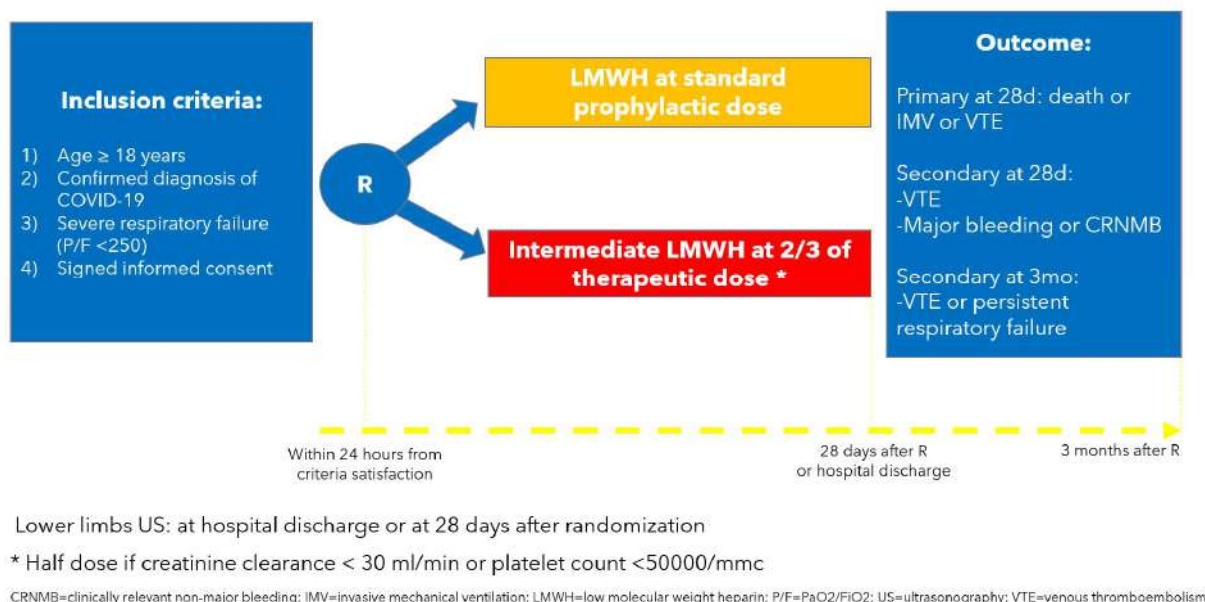 Inclusion criteria:
1) Age ≥ 18 years
2) Confirmed diagnosis of
COVID-19
3) Severe respiratory failure
(P/F <250)
4) Signed informed consent
R
LMWH at standard
prophylactic dose
Intermediate LMWH at 2/3 of
therapeutic dose *
Outcome:
Primary at 28d: death or
IMV or VTE
Secondary at 28d:
-VTE
-Major bleeding or CRNMB
Secondary at 3mo:
-VTE or persistent
respiratory failure
Within 24 hours from
criteria satisfaction
28 days after R
or hospital discharge
3 months after R
Lower limbs US: at hospital discharge or at 28 days after randomization
* Half dose if creatinine clearance < 30 ml/min or platelet count <50000/mmc
CRNMB=clinically relevant non-major bleeding; IMV=invasive mechanical ventilation; LMWH=low molecular weight heparin; P/F=PaO2/FiO2; US=ultrasonography; VTE=venous thromboembolism